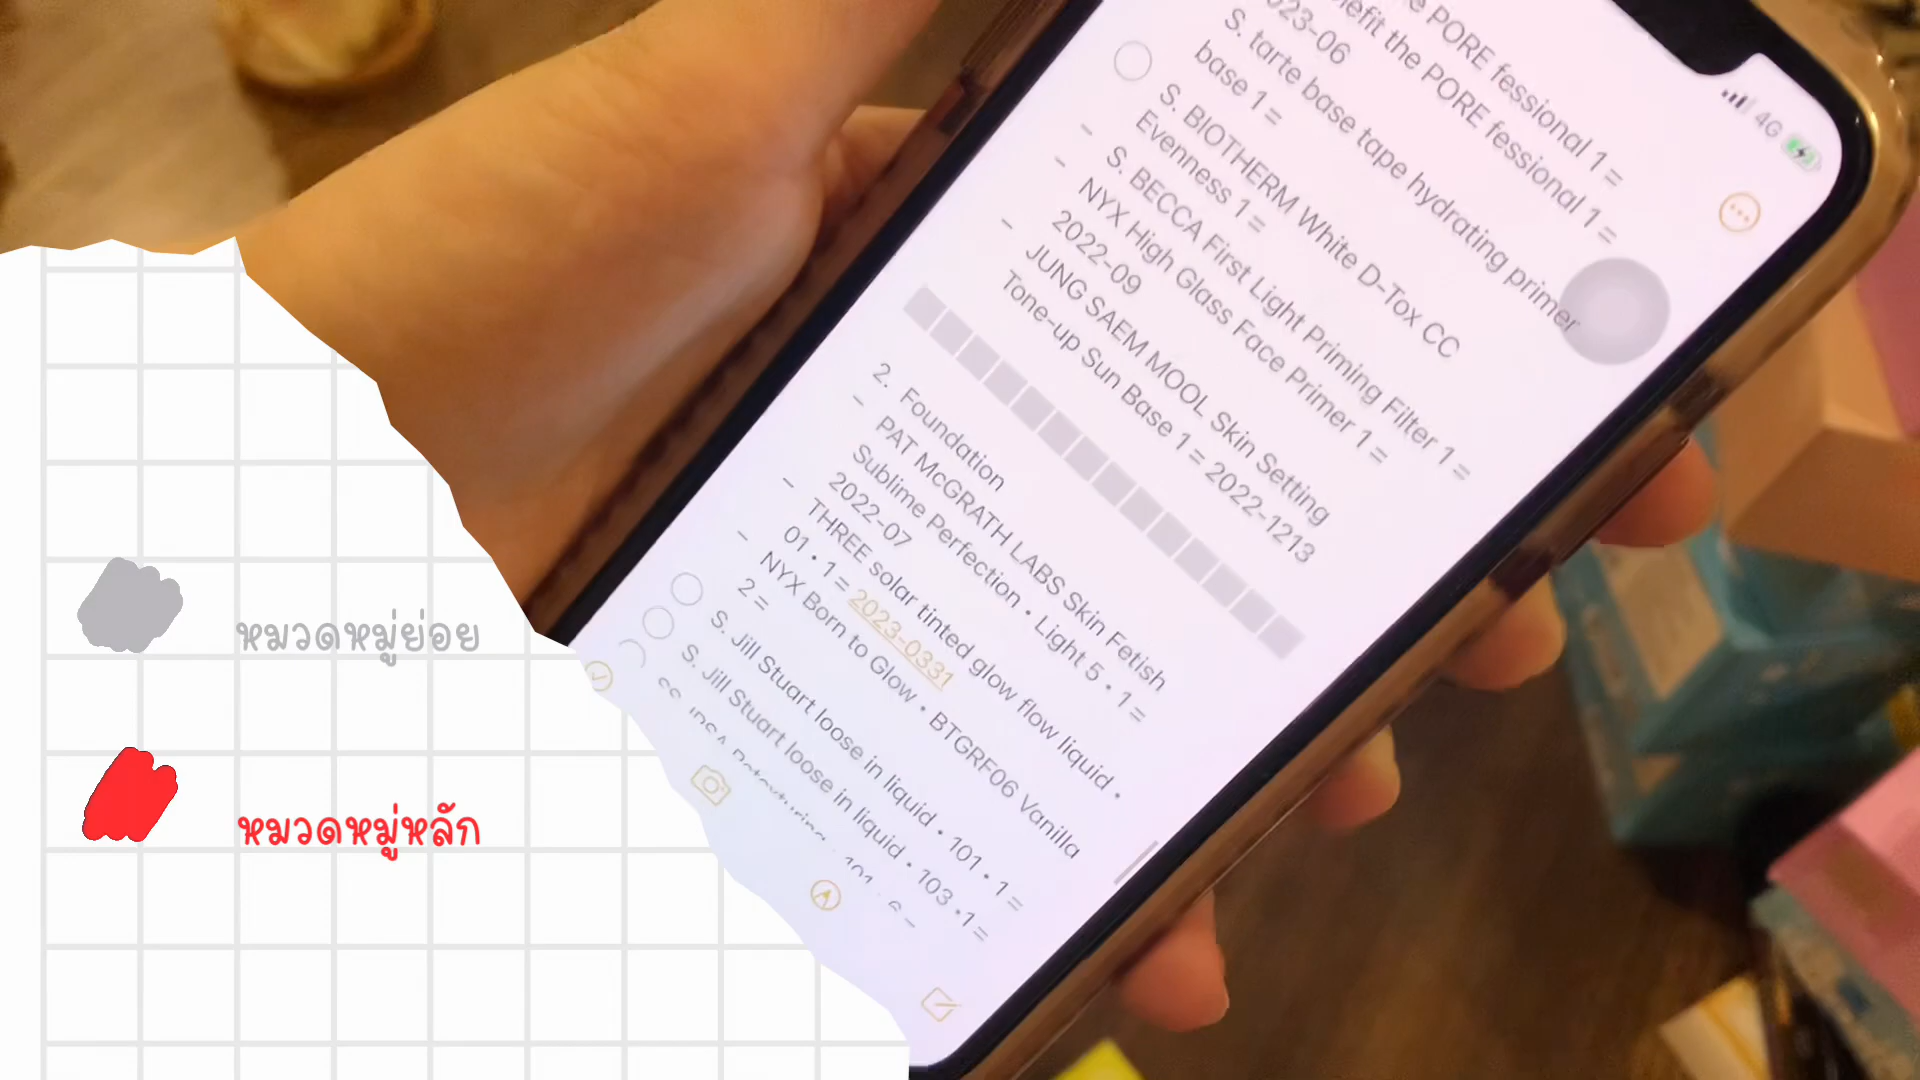 e PORE fessional 1 =
efit the PORE fessional 1 =
23-06
S. tarte base tape hydrating primer
base 1 =
S. BIOTHERM White D-Tox CC
Evenness 1 =
- S. BECCA First Light Priming Filter 1 =
- NYX High Glass Face Primer 1 =
2022-09
- JUNG SAEM MOOL Skin Setting
Tone-up Sun Base 1 = 2022-1213
2. Foundation
- PAT McGRATH LABS Skin Fetish
Sublime Perfection • Light 5 • 1 =
2022-07
- THREE solar tinted glow flow liquid •
01 • 1 = 2023-0331
- NYX Born to Glow • BTGRF06 Vanilla
2 =
S. Jill Stuart loose in liquid • 101 • 1 =
S. Jill Stuart loose in liquid • 103 •1 =
4G
หมวดหมู่ย่อย
หมวดหมู่หลัก